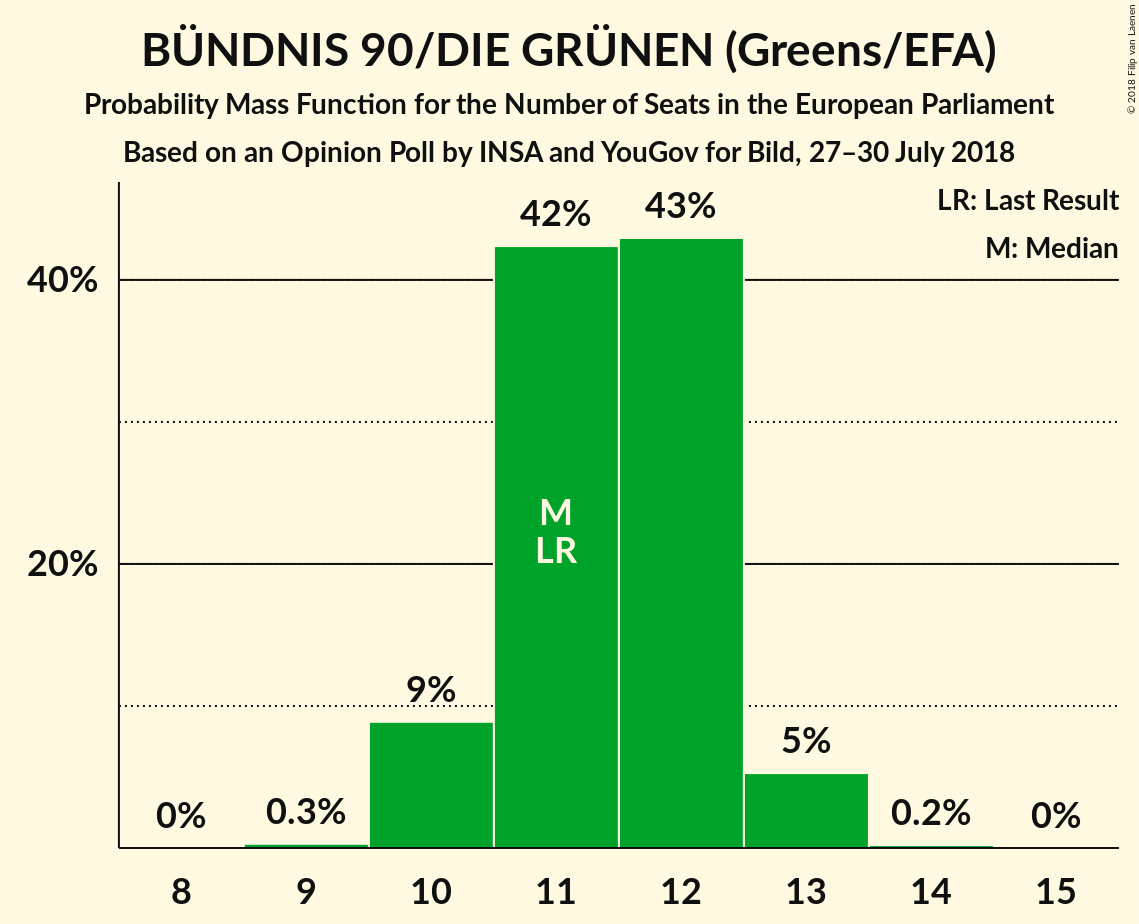 BÜNDNIS 90/DIE GRÜNEN (Greens/EFA)
Probability Mass Function for the Number of Seats in the European Parliament
Based on an Opinion Poll by INSA and YouGov for Bild, 27–30 July 2018
© 2018 Filip van Laenen
LR: Last Result
M: Median
40%
20%
0%
0.3%
9%
42%
43%
5%
0.2%
0%
M
LR
8
9
10
11
12
13
14
15